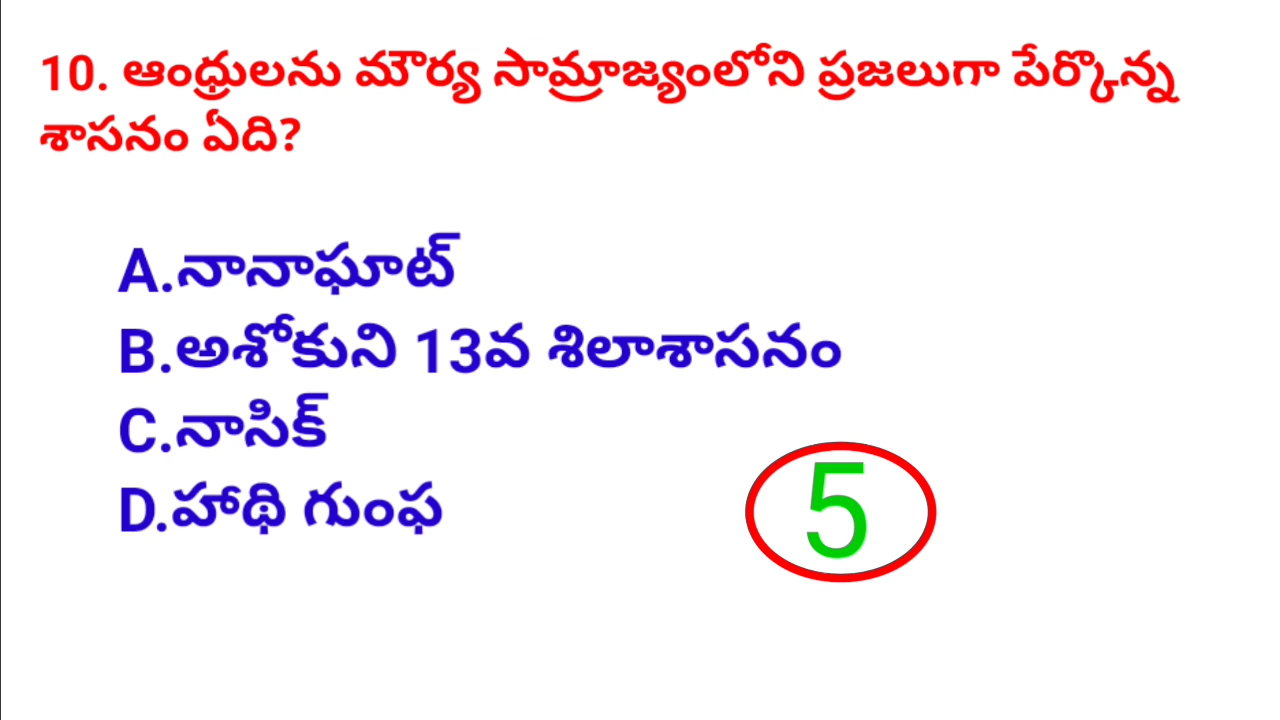 10. ఆంధ్రులను మౌర్య సామ్రాజ్యంలోని ప్రజలుగా పేర్కొన్న
శాసనం ఏది?
A.నానాఘాట్
B.అశోకుని 13వ శిలాశాసనం
C.నాసిక్
D.హాథి గుంఫ
5